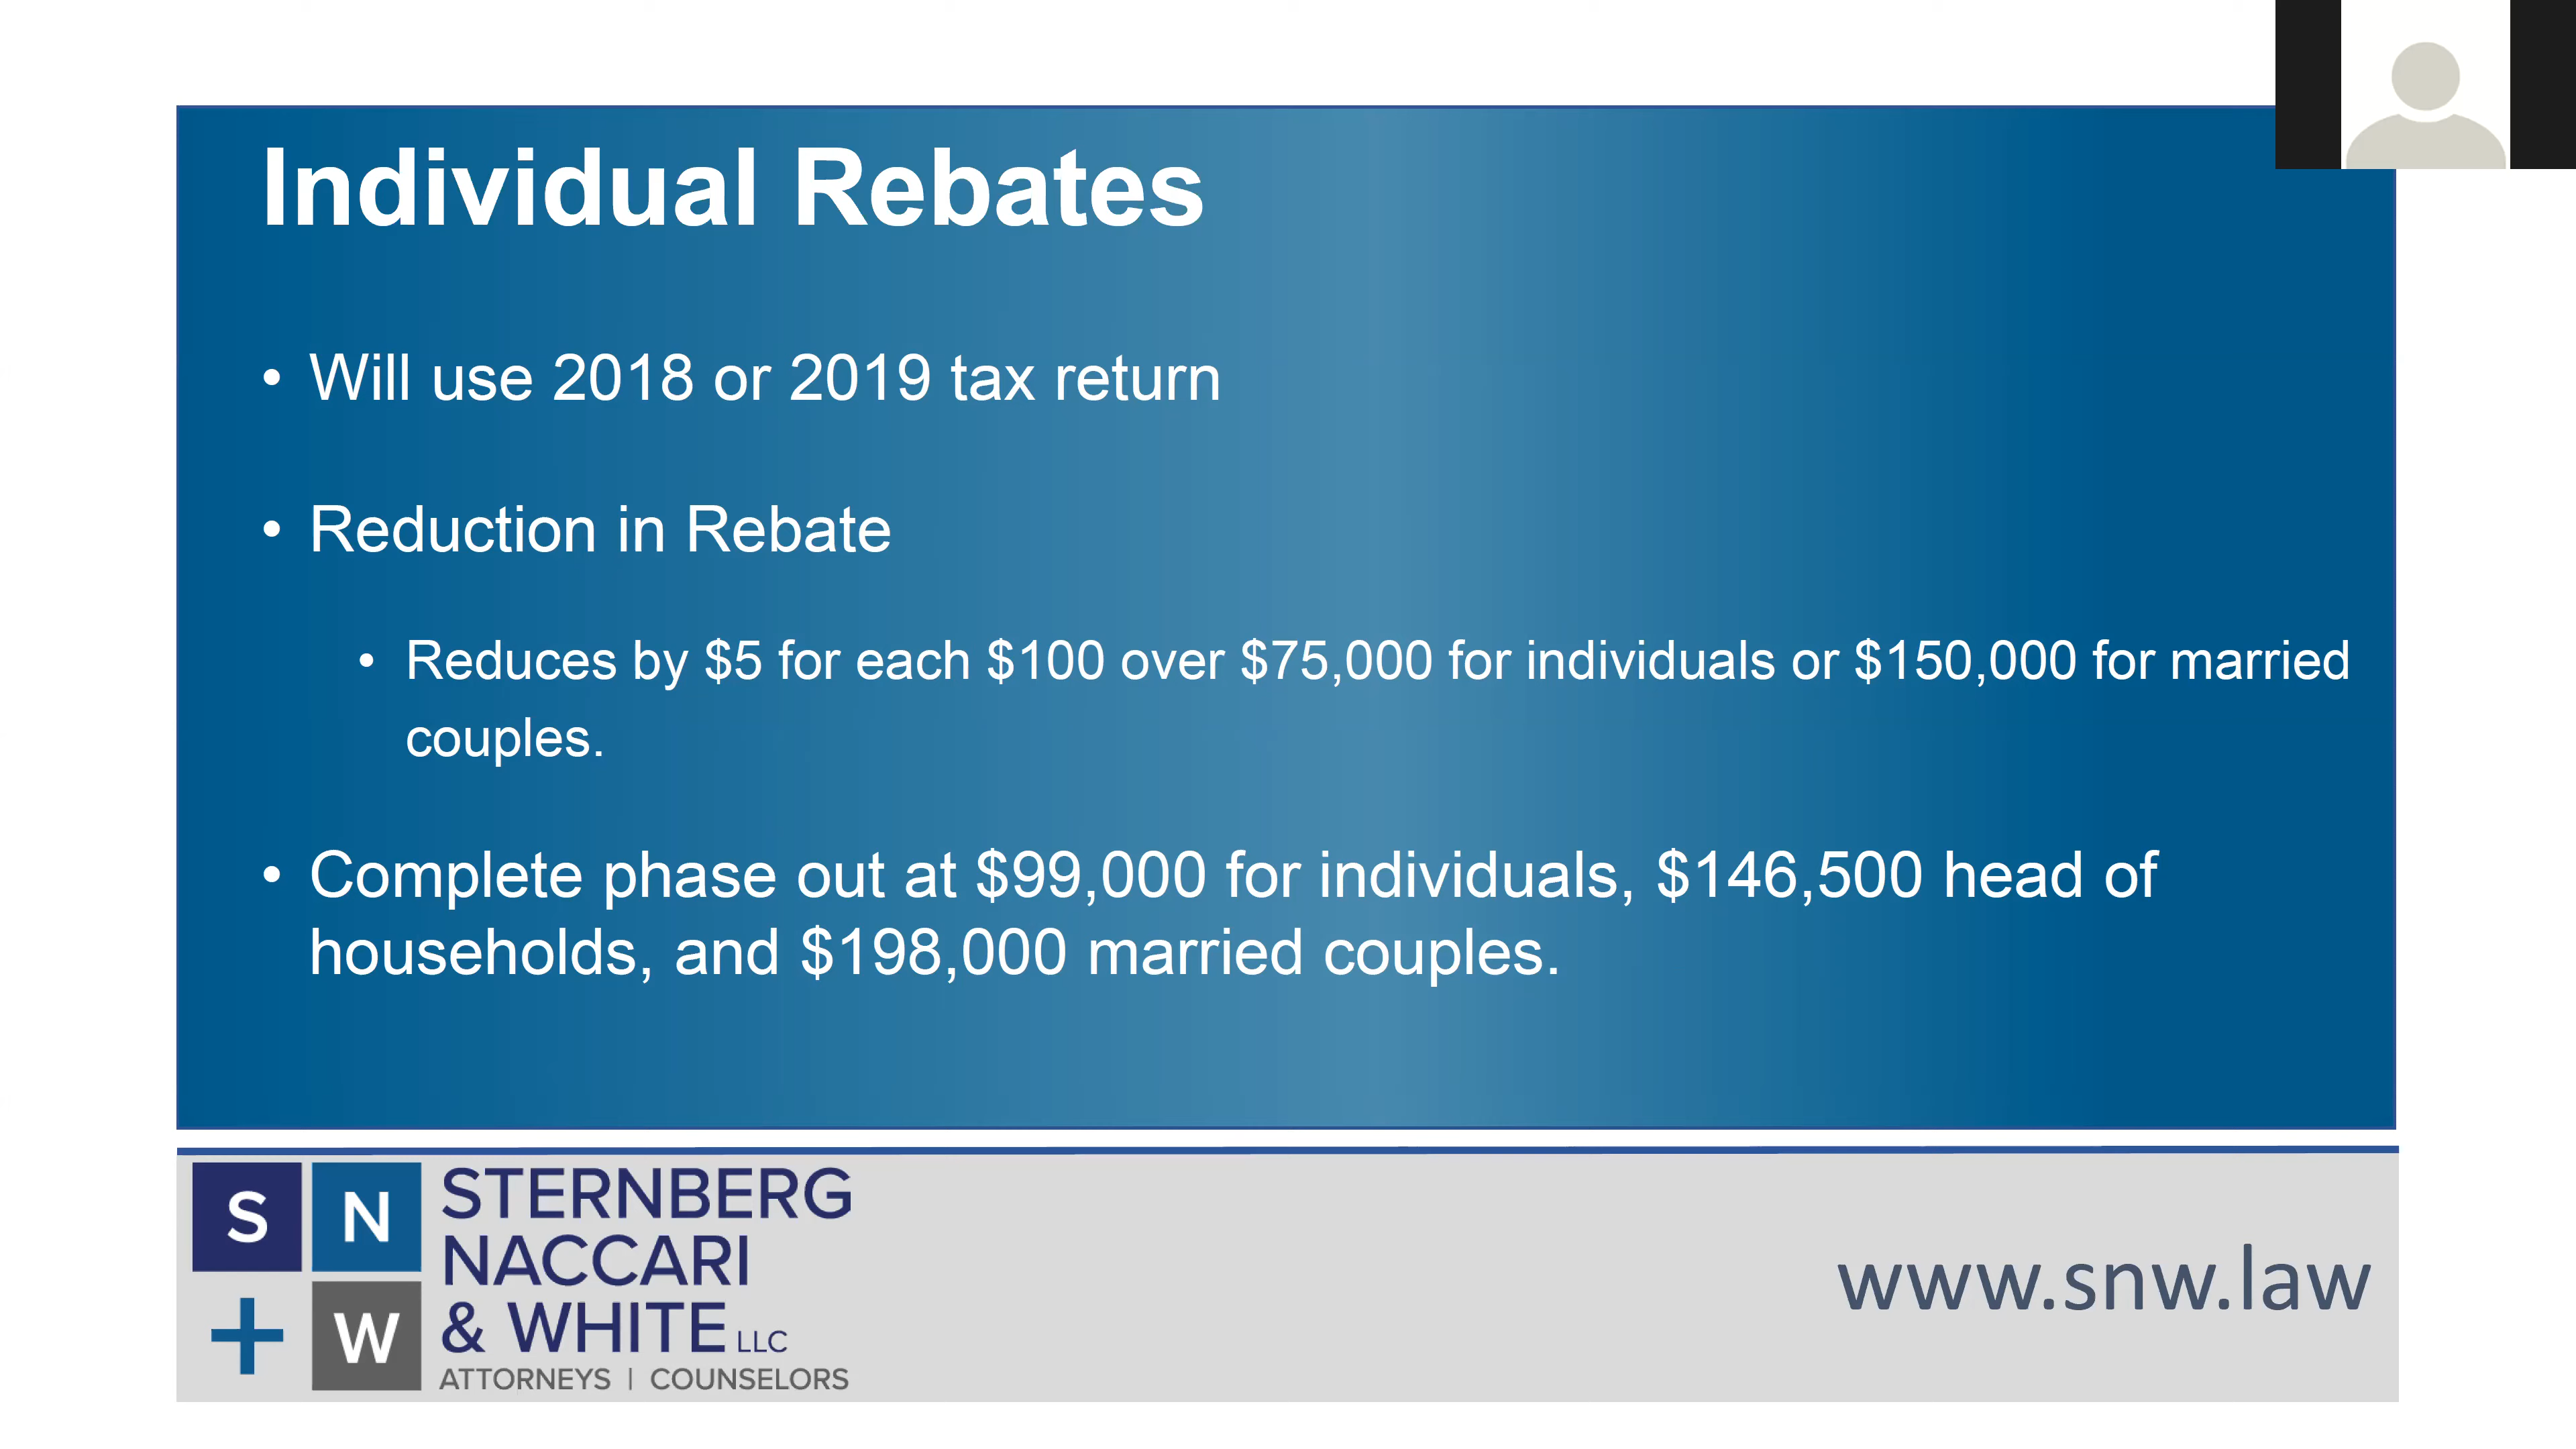 Individual Rebates
• Will use 2018 or 2019 tax return
• Reduction in Rebate
• Reduces by $5 for each $100 over $75,000 for individuals or $150,000 for married
couples.
• Complete phase out at $99,000 for individuals, $146,500 head of
households, and $198,000 married couples.
S N
+ W
STERNBERG
NACCARI
& WHITE LLC
ATTORNEYS | COUNSELORS
www.snw.law